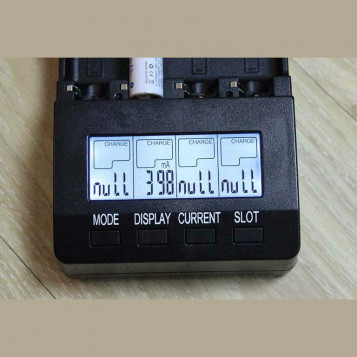 CHARGE CHARGE CHARGE CHARGE
mA
null 398 null null
MODE DISPLAY CURRENT SLOT